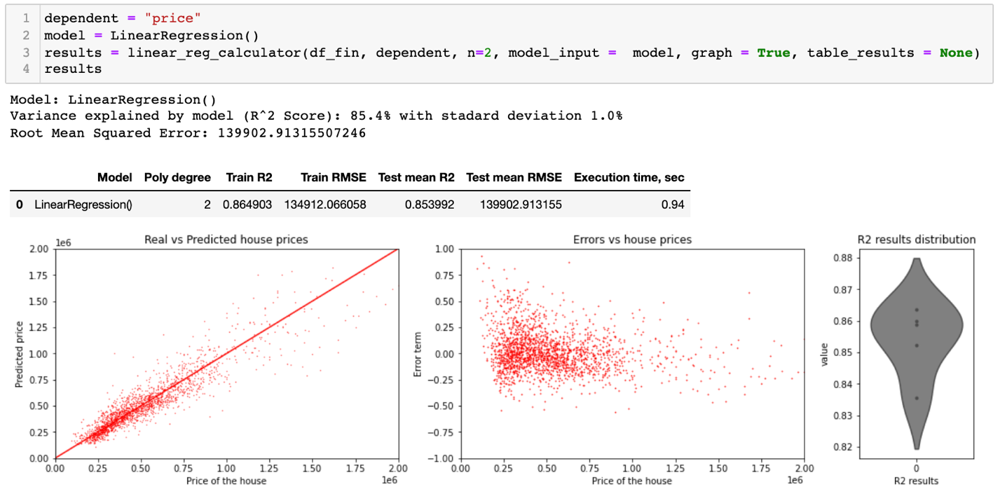 1 dependent = "price"
2 model = LinearRegression()
3 results = linear_reg_calculator(df_fin, dependent, n=2, model_input =  model, graph = True, table_results = None)
4 results
Model: LinearRegression()
Variance explained by model (R^2 Score): 85.4% with stadard deviation 1.0%
Root Mean Squared Error: 139902.91315507246
Model Poly degree Train R2 Train RMSE Test mean R2 Test mean RMSE Execution time, sec
0 LinearRegression() 2 0.864903 134912.066058 0.853992 139902.913155 0.94
Real vs Predicted house prices
1e6
2.00
1.75
1.50
1.25
1.00
0.75
0.50
0.25
0.00
Predicted price
0.00 0.25 0.50 0.75 1.00 1.25 1.50 1.75 2.00
1e6
Price of the house
Errors vs house prices
1.00
0.75
0.50
0.25
0.00
−0.25
−0.50
−0.75
−1.00
Error term
0.00 0.25 0.50 0.75 1.00 1.25 1.50 1.75 2.00
1e6
Price of the house
R2 results distribution
0.88
0.87
0.86
0.85
0.84
0.83
0.82
value
0
R2 results